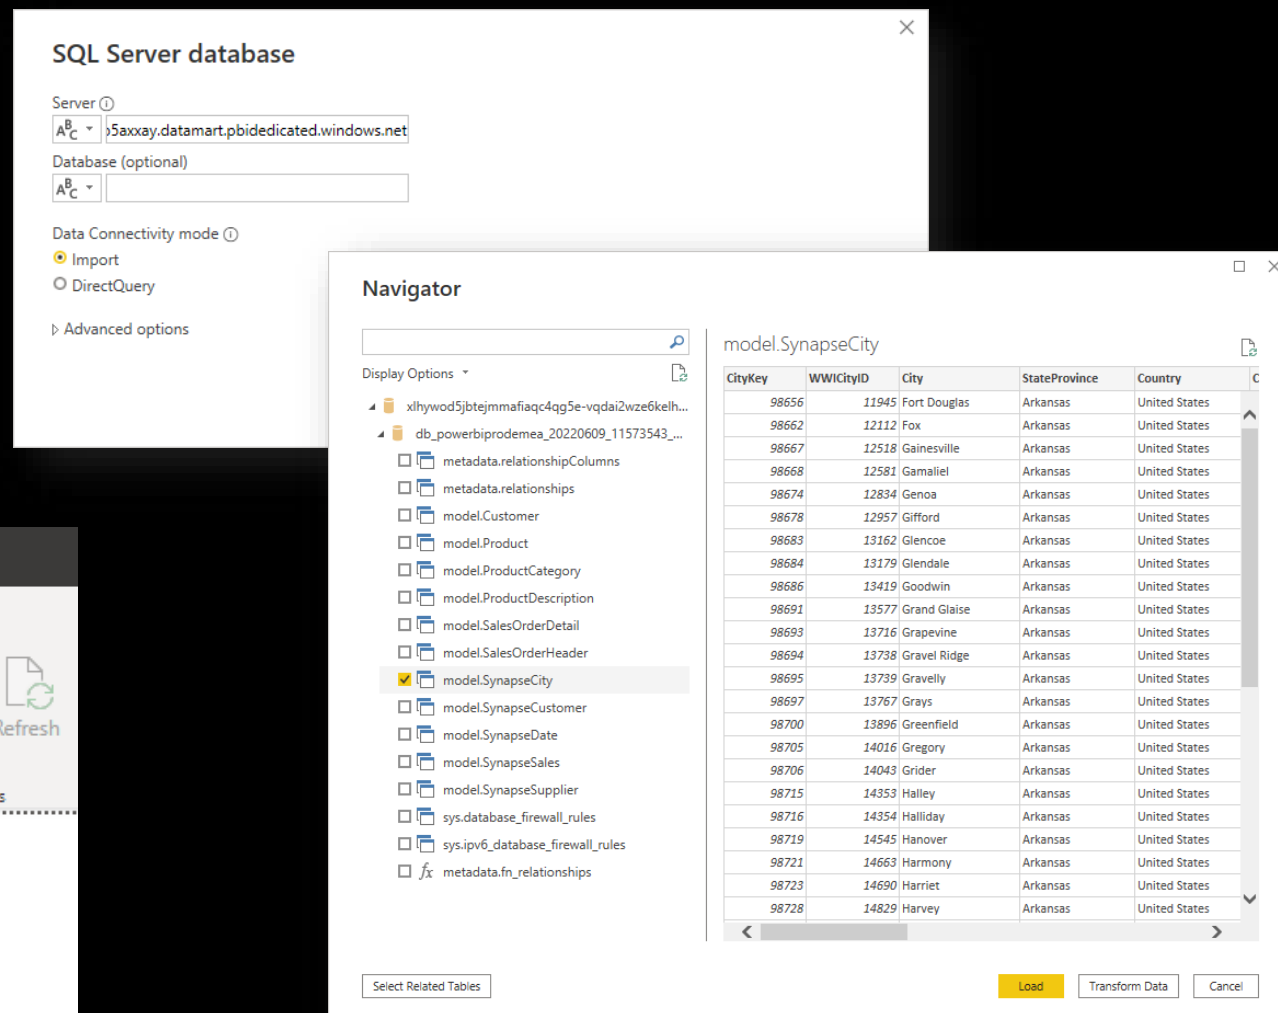 SQL Server database
Server
ABC
o5axxay.datamart.pbidedicated.windows.net
Database (optional)
ABC
Data Connectivity mode
Import
DirectQuery
Advanced options
Refresh
s
Navigator
Display Options
xlhywod5jbtejmmafiaqc4qg5e-vqdai2wze6kelh...
db_powerbiprodemea_20220609_11573543_...
metadata.relationshipColumns
metadata.relationships
model.Customer
model.Product
model.ProductCategory
model.ProductDescription
model.SalesOrderDetail
model.SalesOrderHeader
model.SynapseCity
model.SynapseCustomer
model.SynapseDate
model.SynapseSales
model.SynapseSupplier
sys.database_firewall_rules
sys.ipv6_database_firewall_rules
fx metadata.fn_relationships
Select Related Tables
model.SynapseCity
CityKey WWICityID City StateProvince Country C
98656 11945 Fort Douglas Arkansas United States
98662 12112 Fox Arkansas United States
98667 12518 Gainesville Arkansas United States
98668 12581 Gamaliel Arkansas United States
98674 12834 Genoa Arkansas United States
98678 12957 Gifford Arkansas United States
98683 13162 Glencoe Arkansas United States
98684 13179 Glendale Arkansas United States
98686 13419 Goodwin Arkansas United States
98691 13577 Grand Glaise Arkansas United States
98693 13716 Grapevine Arkansas United States
98694 13738 Gravel Ridge Arkansas United States
98695 13739 Gravelly Arkansas United States
98697 13767 Grays Arkansas United States
98700 13896 Greenfield Arkansas United States
98705 14016 Gregory Arkansas United States
98706 14043 Grider Arkansas United States
98715 14353 Halley Arkansas United States
98716 14354 Halliday Arkansas United States
98719 14545 Hanover Arkansas United States
98721 14663 Harmony Arkansas United States
98723 14690 Harriet Arkansas United States
98728 14829 Harvey Arkansas United States
Load
Transform Data
Cancel